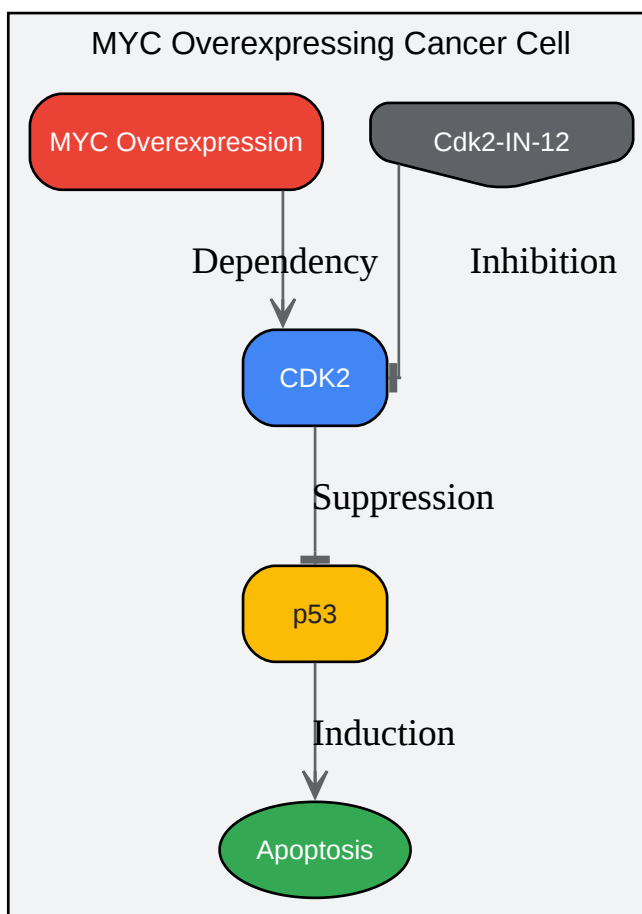 MYC Overexpressing Cancer Cell
MYC Overexpression
Cdk2-IN-12
Dependency
Inhibition
CDK2
Suppression
p53
Induction
Apoptosis